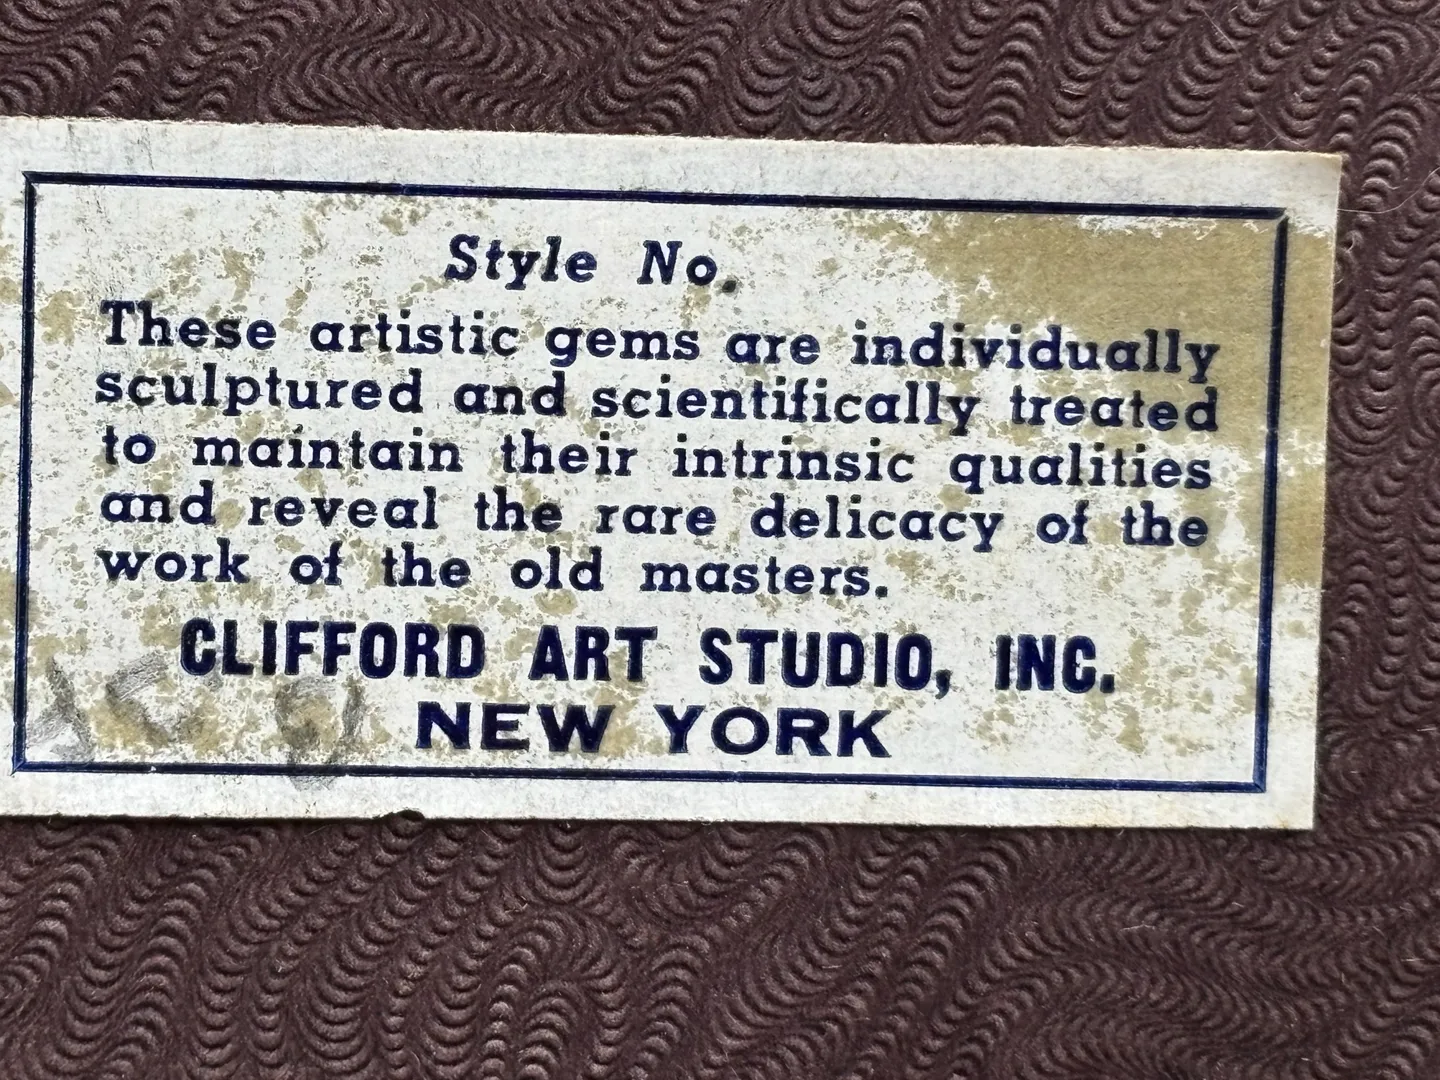 Style No.
These artistic gems are individually
sculptured and scientifically treated
to maintain their intrinsic qualities
and reveal the rare delicacy of the
work of the old masters.
CLIFFORD ART STUDIO, INC.
NEW YORK